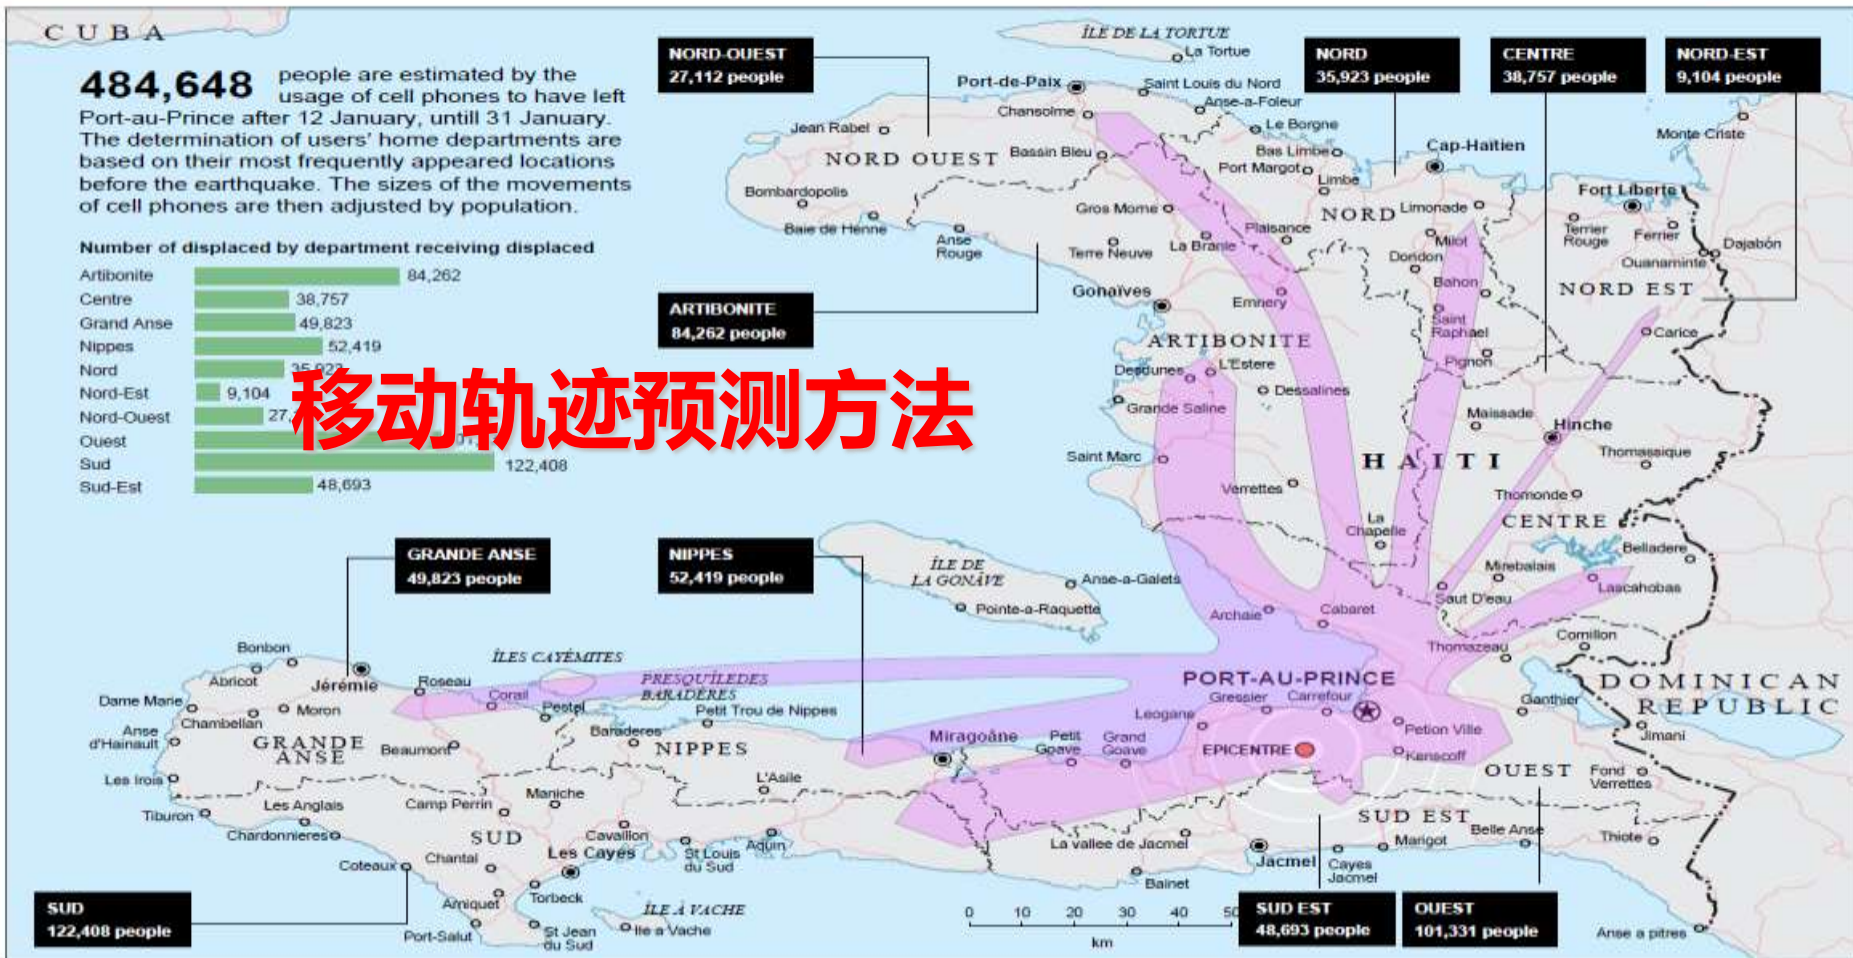 CUBA
484,648 people are estimated by the
usage of cell phones to have left
Port-au-Prince after 12 January, untill 31 January.
The determination of users' home departments are
based on their most frequently appeared locations
before the earthquake. The sizes of the movements
of cell phones are then adjusted by population.
Number of displaced by department receiving displaced
Artibonite 84,262
Centre 38,757
Grand Anse 49,823
Nippes 52,419
Nord 35,923
Nord-Est 9,104
Nord-Ouest 27,
Ouest
Sud 122,408
Sud-Est 48,693
移动轨迹预测方法
NORD-OUEST
27,112 people
NORD
35,923 people
CENTRE
38,757 people
NORD-EST
9,104 people
ARTIBONITE
84,262 people
GRANDE ANSE
49,823 people
NIPPES
52,419 people
SUD
122,408 people
SUD EST
48,693 people
OUEST
101,331 people
ÎLE DE LA TORTUE
La Tortue
Port-de-Paix
Saint Louis du Nord
Chansolme
Anse-a-Foleur
Jean Rabel
Le Borgne
Monte Criste
NORD OUEST
Bassin Bleu
Bas Limbe
Cap-Haïtien
Port Margot
Limbe
Bombardopolis
Fort Liberte
Gros Morne
NORD
Limonade
Baie de Henne
Anse
Rouge
Terre Neuve
La Branle
Plaisance
Milot
Terrier
Rouge
Ferrier
Dajabón
Dondon
Ouanaminte
Gonaïves
Emnery
Bahon
NORD EST
Saint
Raphael
Carice
ARTIBONITE
Pignon
Desdunes
L'Estere
Dessalines
Grande Saline
Maissade
Hinche
Saint Marc
HAITI
Thomassique
Verrettes
Thomonde
La
Chapelle
CENTRE
Belladere
ÎLE DE
LA GONÂVE
Anse-a-Galets
Mirebalais
Lascahobas
Pointe-a-Raquette
Archaie
Cabaret
Saut D'eau
Cornillon
Thomazeau
Bonbon
ÎLES CAYÉMITES
Abricot
Jérémie
Roseau
PRESQU'ÎLE DES
BARADÈRES
PORT-AU-PRINCE
DOMINICAN
REPUBLIC
Dame Marie
Moron
Corail
Pestel
Petit Trou de Nippes
Gressier
Carrefour
Ganthier
Chambellan
Leogane
Anse
d'Hainault
GRANDE
ANSE
Beaumont
Baraderes
NIPPES
Miragoâne
Petit
Goave
Grand
Goave
EPICENTRE
Petion Ville
Kenscoff
Jimani
Les Irois
L'Asile
OUEST
Fond
Verrettes
Tiburon
Les Anglais
Camp Perrin
Maniche
Chardonnieres
SUD
Cavaillon
SUD EST
Belle Anse
Thiote
Coteaux
Chantal
Les Cayes
St Louis
du Sud
Aquin
La vallee de Jacmel
Marigot
Jacmel
Cayes
Jacmel
Arniquet
Torbeck
Bainet
Port-Salut
St Jean
du Sud
ÎLE À VACHE
Ile a Vache
Anse a pitres
0 10 20 30 40 50
km